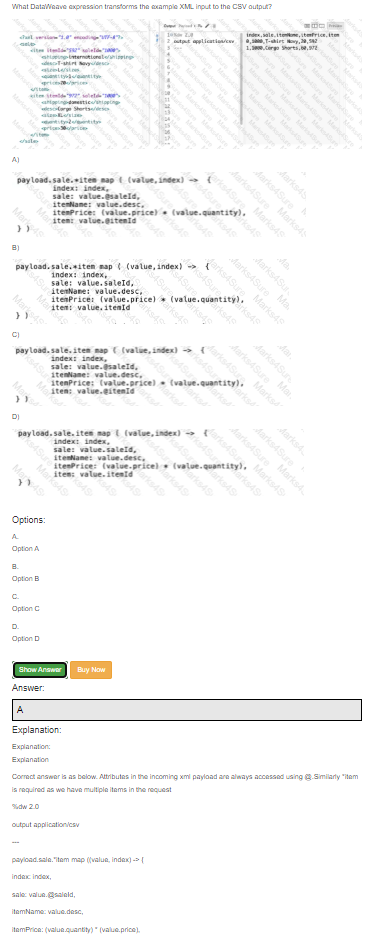 What DataWeave expression transforms the example XML input to the CSV output?
<?xml version="1.0" encoding="UTF-8"?>
<sale>
<item itemId="592" saleId="1000">
<shipping>international</shipping>
<desc>T-shirt Navy</desc>
<size>L</size>
<quantity>1</quantity>
<price>30</price>
</item>
<item itemId="972" saleId="1000">
<shipping>domestic</shipping>
<desc>Cargo Shorts</desc>
<size>XL</size>
<quantity>2</quantity>
<price>30</price>
</item>
</sale>
Output Payload Preview
1 %dw 2.0
2 output application/csv
3 ---
index,sale,itemName,itemPrice,item
0,1000,T-shirt Navy,30,592
1,1000,Cargo Shorts,60,972
A)
payload.sale.*item map ( (value,index) -> {
index: index,
sale: value.@saleId,
itemName: value.desc,
itemPrice: (value.price) * (value.quantity),
item: value.@itemId
} )
B)
payload.sale.*item map ( (value,index) -> {
index: index,
sale: value.saleId,
itemName: value.desc,
itemPrice: (value.price) * (value.quantity),
item: value.itemId
} )
C)
payload.sale.item map ( (value,index) -> {
index: index,
sale: value.@saleId,
itemName: value.desc,
itemPrice: (value.price) * (value.quantity),
item: value.@itemId
} )
D)
payload.sale.item map ( (value,index) -> {
index: index,
sale: value.saleId,
itemName: value.desc,
itemPrice: (value.price) * (value.quantity),
item: value.itemId
} )
Options:
A.
Option A
B.
Option B
C.
Option C
D.
Option D
Show Answer Buy Now
Answer:
A
Explanation:
Explanation:
Explanation
Correct answer is as below. Attributes in the incoming xml payload are always accessed using @.Similarly *item
is required as we have multiple items in the request
%dw 2.0
output application/csv
---
payload.sale.*item map ((value, index) -> {
index: index,
sale: value.@saleId,
itemName: value.desc,
itemPrice: (value.quantity) * (value.price),